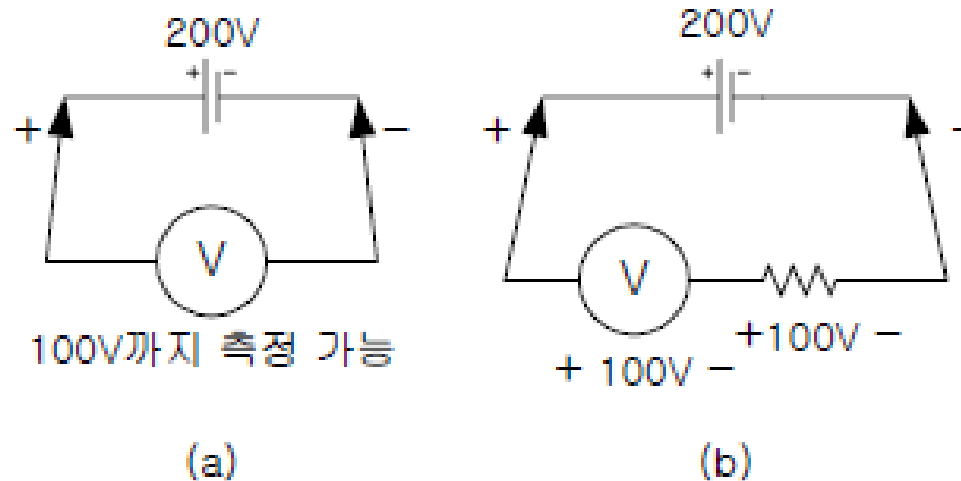 200V
+ -
+ -
V
100V까지 측정 가능
(a)
200V
+ -
+ -
V
+ 100V -
+100V -
(b)